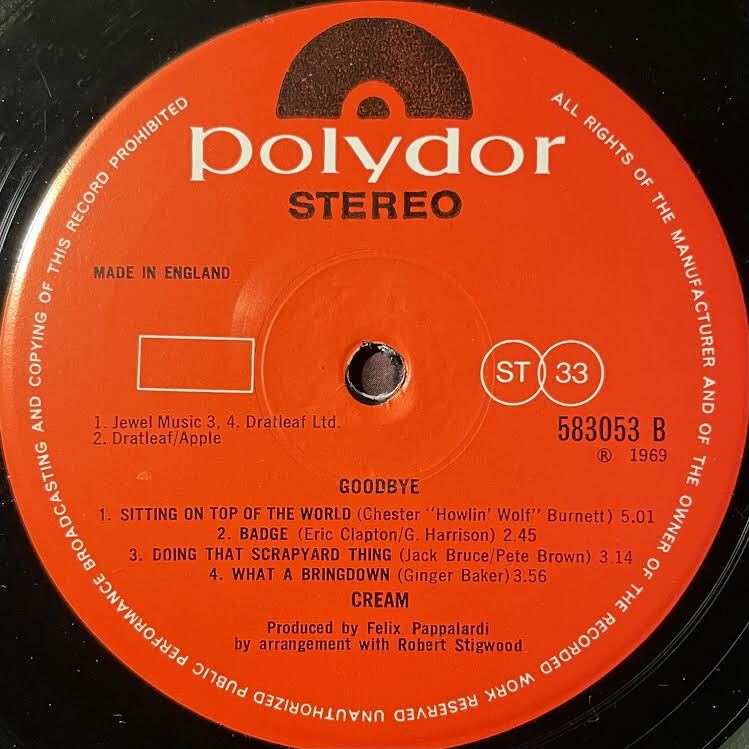 polydor
STEREO
MADE IN ENGLAND
ST 33
1. Jewel Music 3, 4. Dratleaf Ltd.
2. Dratleaf/Apple
583053 B
℗ 1969
GOODBYE
1. SITTING ON TOP OF THE WORLD (Chester "Howlin' Wolf" Burnett) 5.01
2. BADGE (Eric Clapton/G. Harrison) 2.45
3. DOING THAT SCRAPYARD THING (Jack Bruce/Pete Brown) 3.14
4. WHAT A BRINGDOWN (Ginger Baker) 3.56
CREAM
Produced by Felix Pappalardi
by arrangement with Robert Stigwood
ALL RIGHTS OF THE MANUFACTURER AND OF THE OWNER OF THE RECORDED WORK RESERVED UNAUTHORIZED PUBLIC PERFORMANCE BROADCASTING AND COPYING OF THIS RECORD PROHIBITED